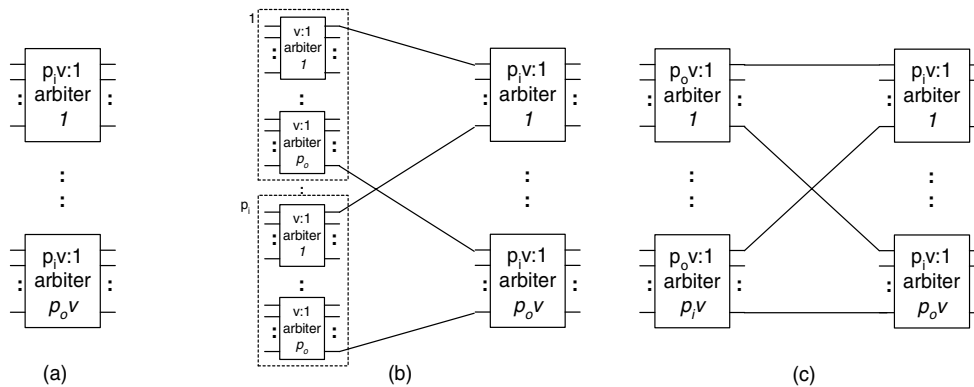 p_iv:1
arbiter
1
:
:
:
:
p_iv:1
arbiter
p_ov
:
:
(a)
1
v:1
arbiter
1
:
:
:
v:1
arbiter
p_o
:
:
:
p_i
v:1
arbiter
1
:
:
:
v:1
arbiter
p_o
:
:
p_iv:1
arbiter
1
:
:
:
:
p_iv:1
arbiter
p_ov
:
:
(b)
p_ov:1
arbiter
1
:
:
:
:
p_ov:1
arbiter
p_iv
:
:
p_iv:1
arbiter
1
:
:
:
:
p_iv:1
arbiter
p_ov
:
:
(c)